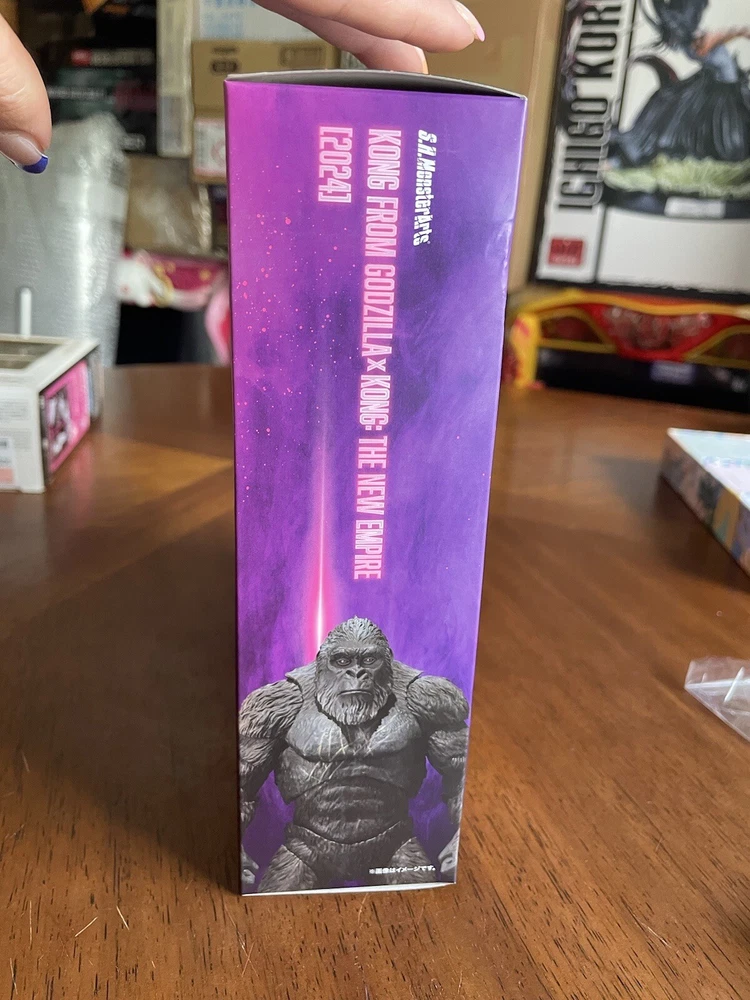 S.H.MonsterArts
KONG FROM GODZILLA x KONG: THE NEW EMPIRE
[2024]
※画像はイメージです。
ICHIGO KUR